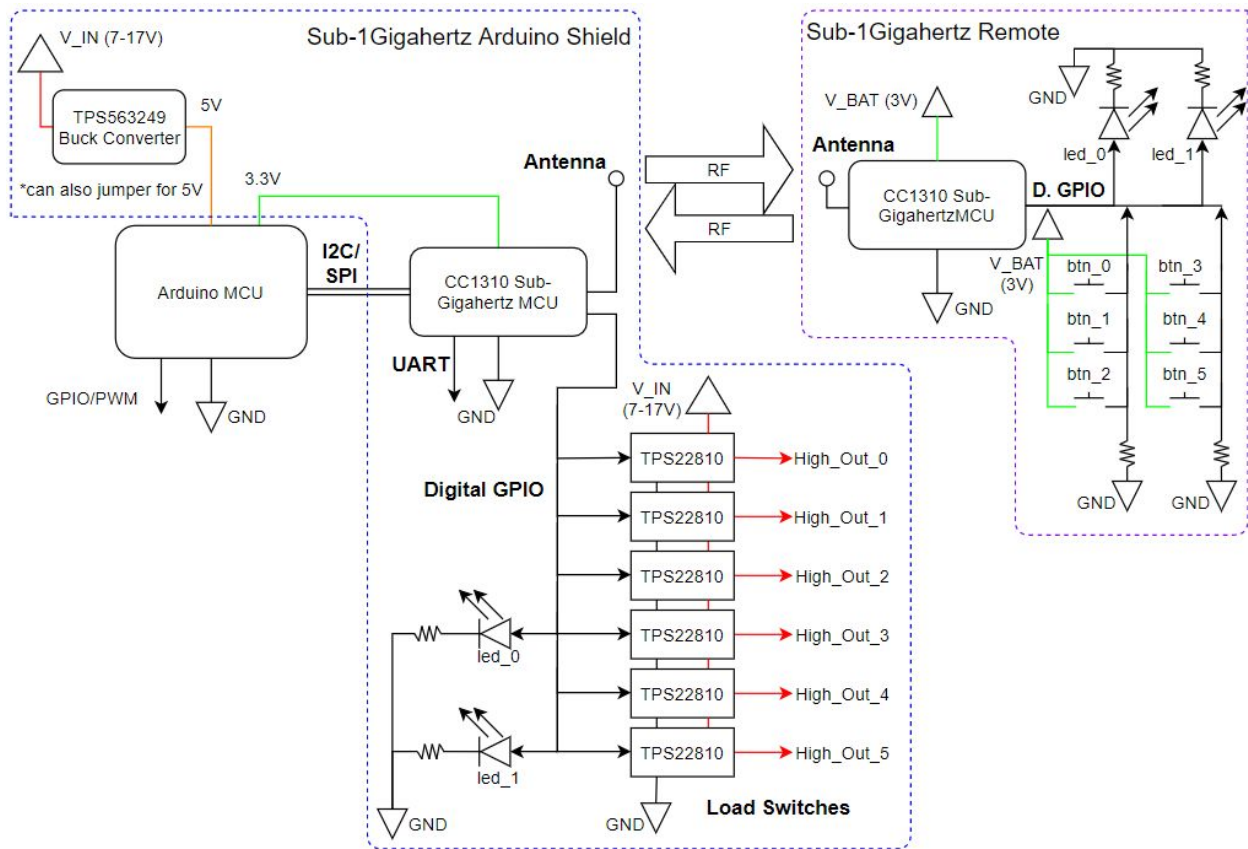 Sub-1Gigahertz Arduino Shield
V_IN (7-17V)
TPS563249
Buck Converter
5V
*can also jumper for 5V
3.3V
Antenna
Arduino MCU
I2C/
SPI
CC1310 Sub-
Gigahertz MCU
UART
GPIO/PWM
GND
GND
RF
RF
Sub-1Gigahertz Remote
V_BAT (3V)
GND
led_0
led_1
Antenna
CC1310 Sub-
GigahertzMCU
D. GPIO
GND
V_BAT
(3V)
btn_0
btn_3
btn_1
btn_4
btn_2
btn_5
GND
GND
V_IN
(7-17V)
Digital GPIO
TPS22810
High_Out_0
TPS22810
High_Out_1
TPS22810
High_Out_2
TPS22810
High_Out_3
TPS22810
High_Out_4
TPS22810
High_Out_5
led_0
led_1
GND
GND
Load Switches